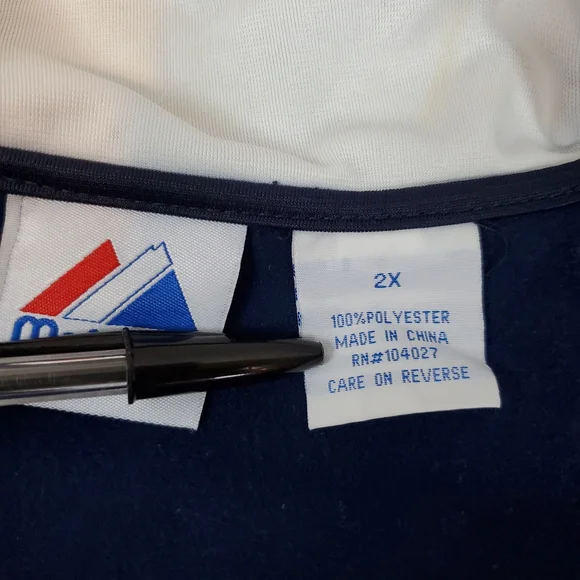 2X
100%POLYESTER
MADE IN CHINA
RN#104027
CARE ON REVERSE